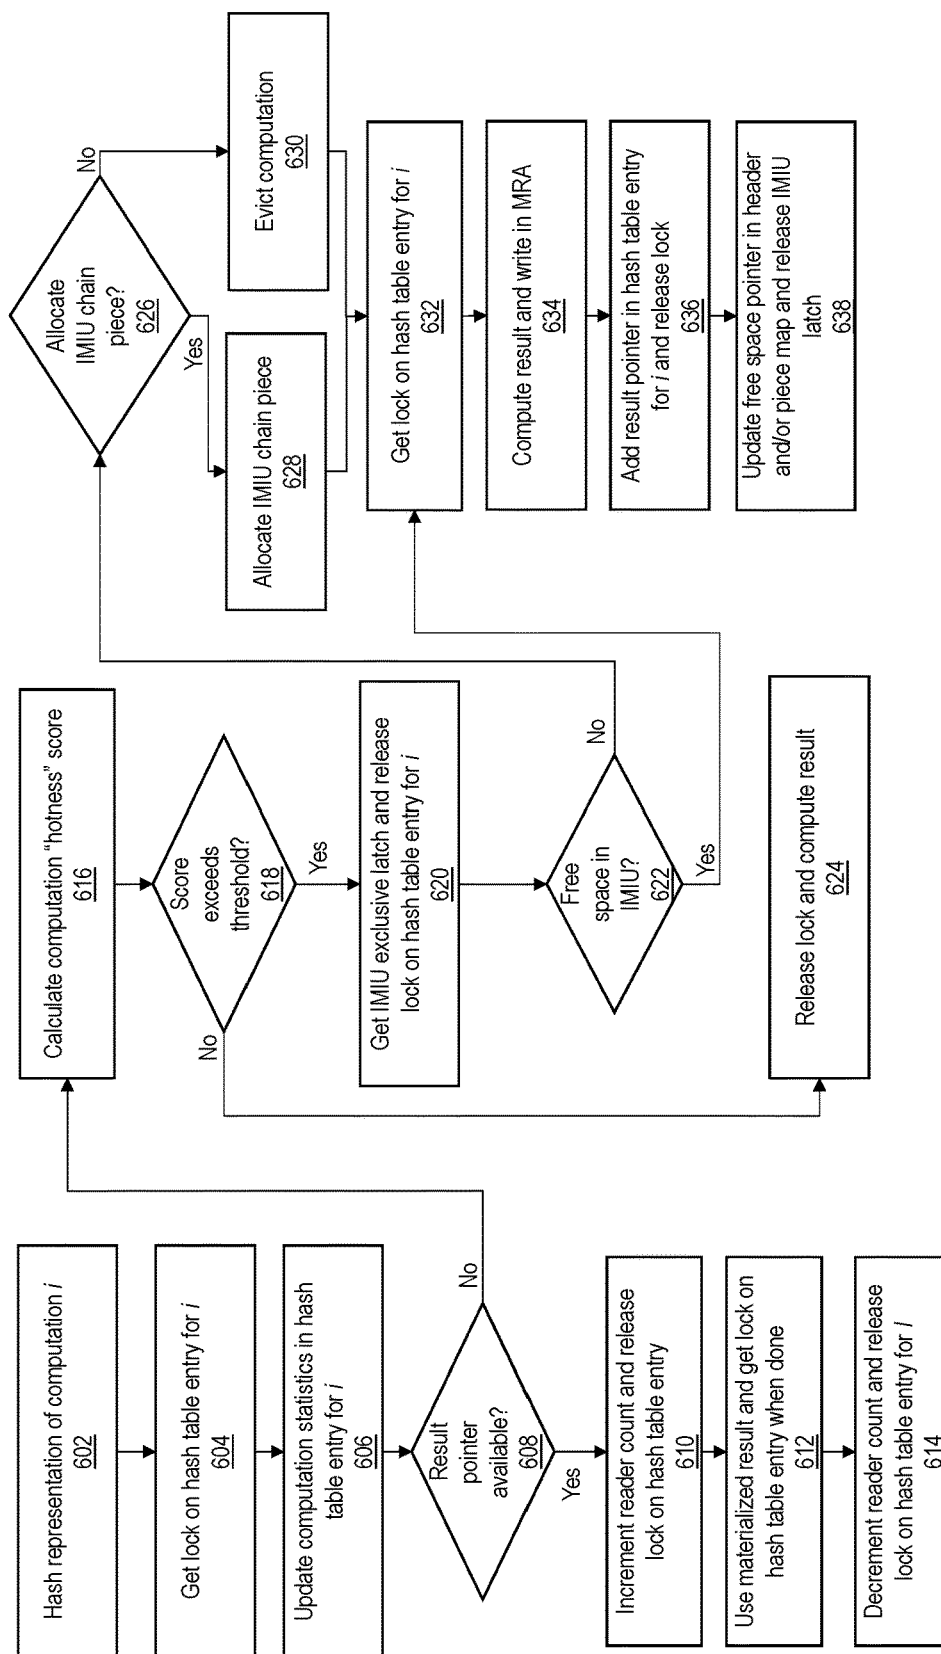 Hash representation of computation i
602
Get lock on hash table entry for i
604
Update computation statistics in hash
table entry for i
606
Result
pointer
available?
608
No
Yes
Increment reader count and release
lock on hash table entry
610
Use materialized result and get lock on
hash table entry when done
612
Decrement reader count and release
lock on hash table entry for i
614
Calculate computation “hotness” score
616
Score
exceeds
threshold?
618
No
Yes
Get IMIU exclusive latch and release
lock on hash table entry for i
620
Free
space in
IMIU?
622
No
Yes
Release lock and compute result
624
Allocate
IMIU chain
piece?
626
No
Yes
Allocate IMIU chain piece
628
Evict computation
630
Get lock on hash table entry for i
632
Compute result and write in MRA
634
Add result pointer in hash table entry
for i and release lock
636
Update free space pointer in header
and/or piece map and release IMIU
latch
638